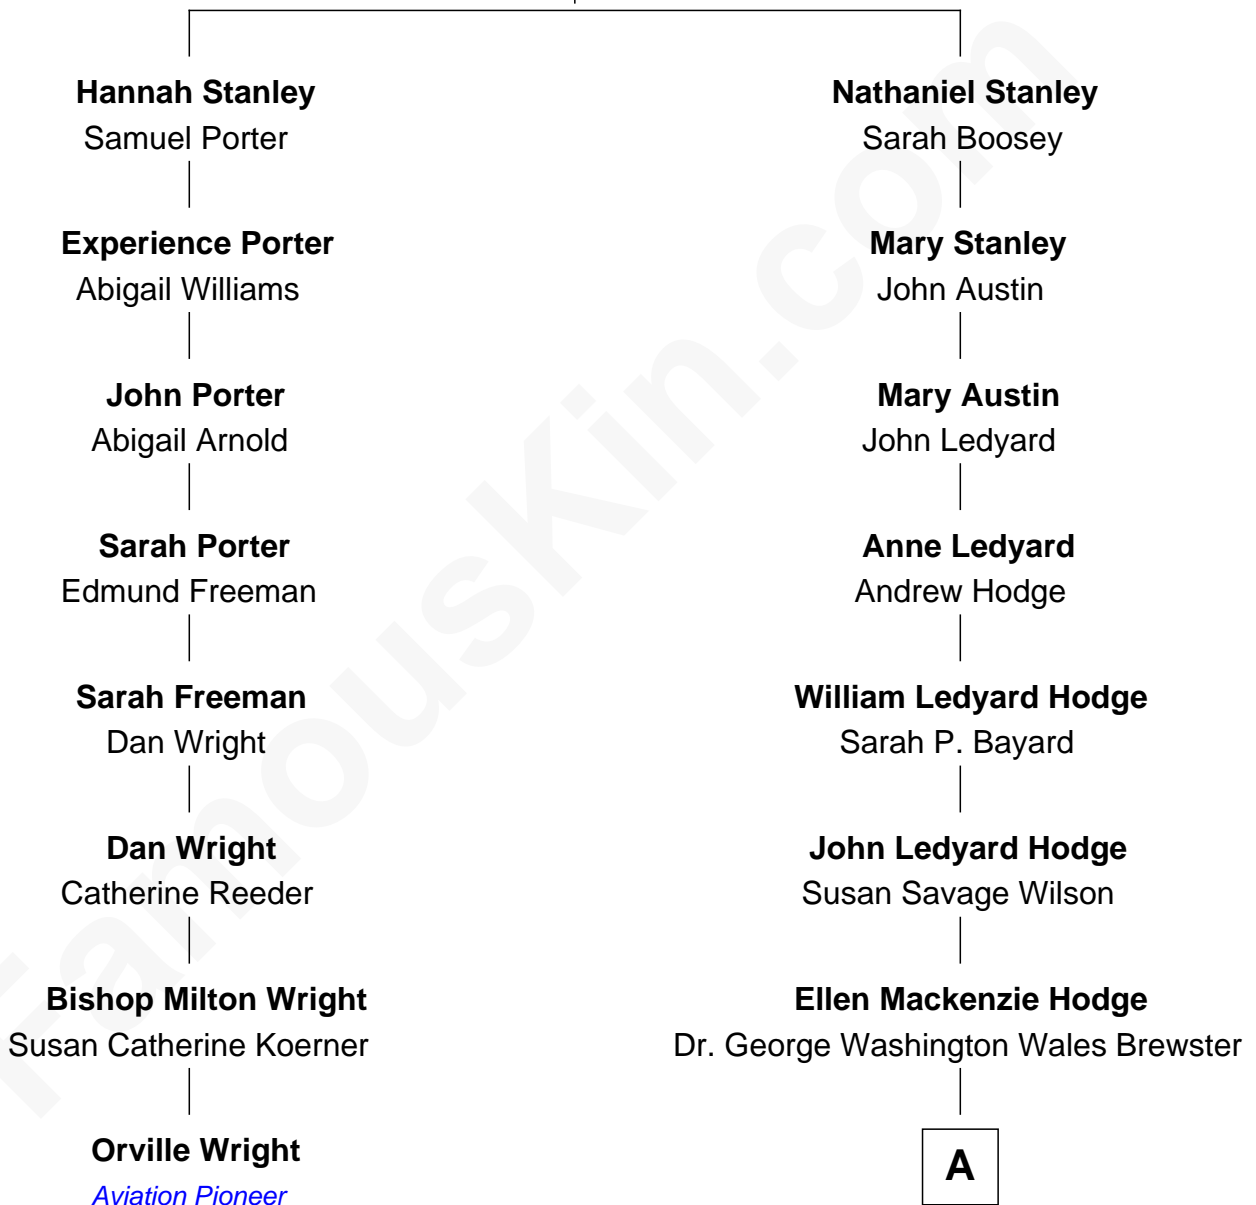 Hannah Stanley
Samuel Porter
Nathaniel Stanley
Sarah Boosey
Experience Porter
Abigail Williams
Mary Stanley
John Austin
John Porter
Abigail Arnold
Mary Austin
John Ledyard
Sarah Porter
Edmund Freeman
Anne Ledyard
Andrew Hodge
Sarah Freeman
Dan Wright
William Ledyard Hodge
Sarah P. Bayard
Dan Wright
Catherine Reeder
John Ledyard Hodge
Susan Savage Wilson
Bishop Milton Wright
Susan Catherine Koerner
Ellen Mackenzie Hodge
Dr. George Washington Wales Brewster
Orville Wright
Aviation Pioneer
A
FamousKin.com